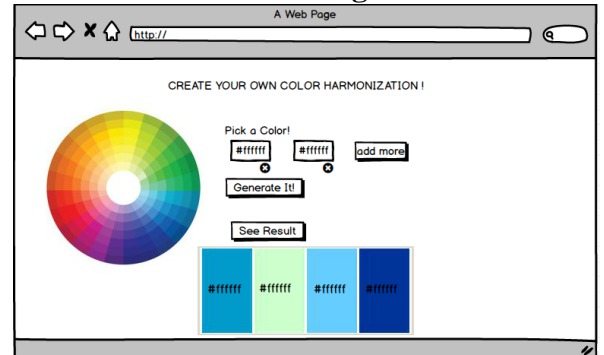 A Web Page
http://
CREATE YOUR OWN COLOR HARMONIZATION !
Pick a Color!
#ffffff #ffffff add more
Generate It!
See Result
#ffffff #ffffff #ffffff #ffffff